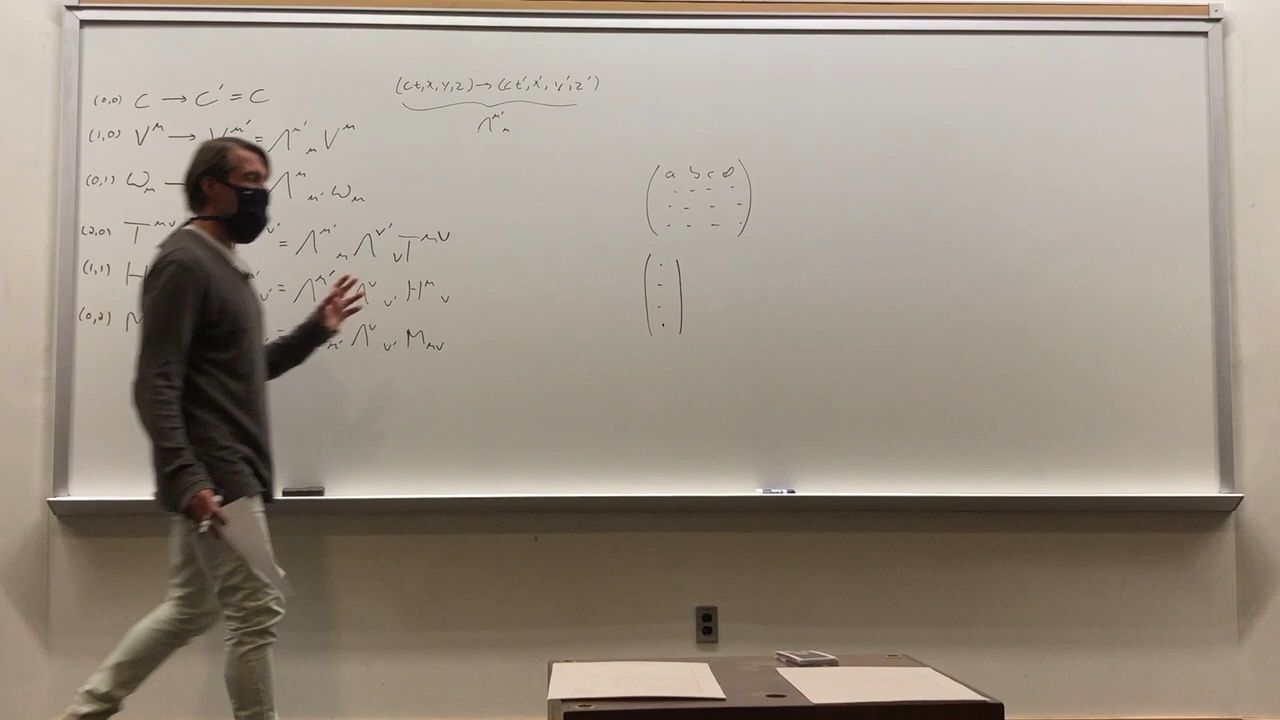 (0,0) C → C' = C
(ct,x,y,z) → (ct',x',y',z')
Λ^μ'_μ
(1,0) V^μ → V^μ' = Λ^μ'_μ V^μ
(0,1) ω_μ → Λ^μ_μ' ω_μ
(2,0) T^μν ν' = Λ^μ'_μ Λ^ν'_ν T^μν
(1,1) H ν' = Λ^μ'_μ Λ^ν_ν' H^μ_ν
(0,2) M μ' Λ^ν_ν' M_μν
a b c d